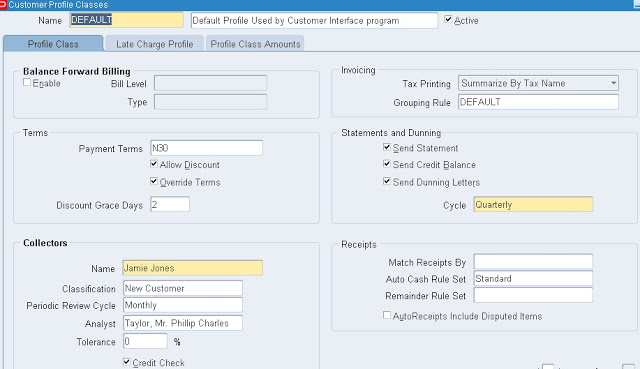 Customer Profile Classes
Name DEFAULT Default Profile Used by Customer Interface program Active
Profile Class Late Charge Profile Profile Class Amounts
Balance Forward Billing
Enable Bill Level
Type
Invoicing
Tax Printing Summarize By Tax Name
Grouping Rule DEFAULT
Terms
Payment Terms N30
Allow Discount
Override Terms
Discount Grace Days 2
Statements and Dunning
Send Statement
Send Credit Balance
Send Dunning Letters
Cycle Quarterly
Collectors
Name Jamie Jones
Classification New Customer
Periodic Review Cycle Monthly
Analyst Taylor, Mr. Phillip Charles
Tolerance 0 %
Credit Check
Receipts
Match Receipts By
Auto Cash Rule Set Standard
Remainder Rule Set
AutoReceipts Include Disputed Items